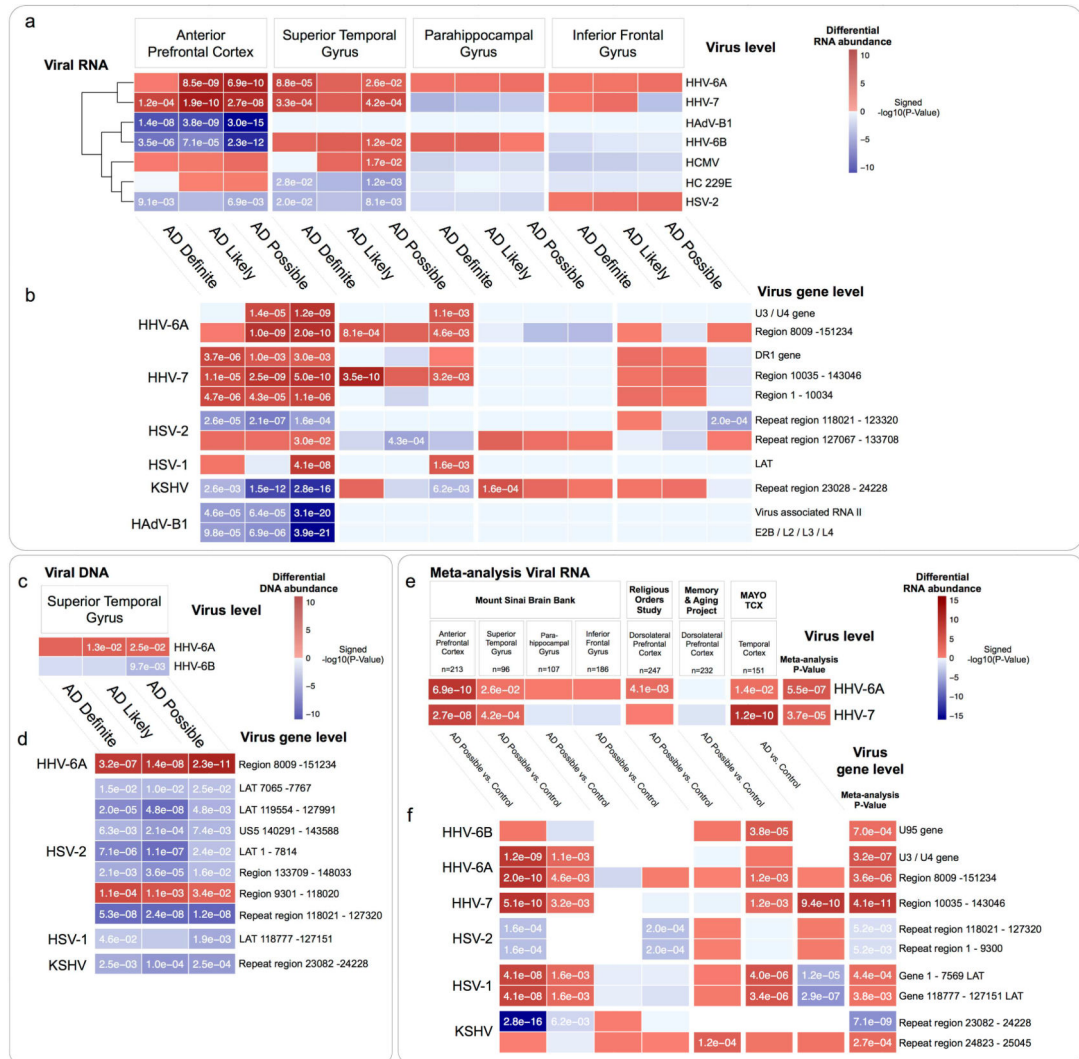 a
Anterior Prefrontal Cortex
Superior Temporal Gyrus
Parahippocampal Gyrus
Inferior Frontal Gyrus
Virus level
Differential RNA abundance
10
5
0
−5
−10
Signed -log10(P-Value)
Viral RNA
8.5e−09 6.9e−10 8.8e−05 2.6e−02 HHV-6A
1.2e−04 1.9e−10 2.7e−08 3.3e−04 4.2e−04 HHV-7
1.4e−08 3.8e−09 3.0e−15 HAdV-B1
3.5e−06 7.1e−05 2.3e−12 1.2e−02 HHV-6B
1.7e−02 HCMV
2.8e−02 1.2e−03 HC 229E
9.1e−03 6.9e−03 2.0e−02 8.1e−03 HSV-2
AD Definite AD Likely AD Possible AD Definite AD Likely AD Possible AD Definite AD Likely AD Possible AD Definite AD Likely AD Possible
b
Virus gene level
HHV-6A
1.4e−05 1.2e−09 1.1e−03 U3 / U4 gene
1.0e−09 2.0e−10 8.1e−04 4.6e−03 Region 8009 -151234
HHV-7
3.7e−06 1.0e−03 3.0e−03 DR1 gene
1.1e−05 2.5e−09 5.0e−10 3.5e−10 3.2e−03 Region 10035 - 143046
4.7e−06 4.3e−05 1.1e−06 Region 1 - 10034
HSV-2
2.6e−05 2.1e−07 1.6e−04 2.0e−04 Repeat region 118021 - 123320
3.0e−02 4.3e−04 Repeat region 127067 - 133708
HSV-1 4.1e−08 1.6e−03 LAT
KSHV 2.6e−03 1.5e−12 2.8e−16 6.2e−03 1.6e−04 Repeat region 23028 - 24228
HAdV-B1
4.6e−05 6.4e−05 3.1e−20 Virus associated RNA II
9.8e−05 6.9e−06 3.9e−21 E2B / L2 / L3 / L4
c
Viral DNA
Superior Temporal Gyrus
Virus level
Differential DNA abundance
10
5
0
−5
−10
Signed -log10(P-Value)
1.3e−02 2.5e−02 HHV-6A
9.7e−03 HHV-6B
AD Definite AD Likely AD Possible
d
Virus gene level
HHV-6A 3.2e−07 1.4e−08 2.3e−11 Region 8009 -151234
HSV-2
1.5e−02 1.0e−02 2.5e−02 LAT 7065 -7767
2.0e−05 4.8e−08 4.8e−03 LAT 119554 - 127991
6.3e−03 2.1e−04 7.4e−03 US5 140291 - 143588
7.1e−06 1.1e−07 2.4e−02 LAT 1 - 7814
2.1e−03 3.6e−05 1.6e−02 Region 133709 - 148033
1.1e−04 1.1e−03 3.4e−02 Region 9301 - 118020
5.3e−08 2.4e−08 1.2e−08 Repeat region 118021 - 127320
HSV-1 4.6e−02 1.9e−03 LAT 118777 -127151
KSHV 2.5e−03 1.0e−04 2.5e−04 Repeat region 23082 -24228
e
Meta-analysis Viral RNA
Mount Sinai Brain Bank
Religious Orders Study
Memory & Aging Project
MAYO TCX
Differential RNA abundance
15
10
5
0
−5
−10
−15
Signed -log10(P-Value)
Anterior Prefrontal Cortex n=213
Superior Temporal Gyrus n=96
Para-hippocampal Gyrus n=107
Inferior Frontal Gyrus n=186
Dorsolateral Prefrontal Cortex n=247
Dorsolateral Prefrontal Cortex n=232
Temporal Cortex n=151
Virus level
Meta-analysis P-Value
6.9e−10 2.6e−02 4.1e−03 1.4e−02 5.5e−07 HHV-6A
2.7e−08 4.2e−04 1.2e−10 3.7e−05 HHV-7
AD Possible vs. Control AD Possible vs. Control AD Possible vs. Control AD Possible vs. Control AD Possible vs. Control AD Possible vs. Control AD vs. Control
Virus gene level
Meta-analysis P-Value
f
HHV-6B 3.8e−05 7.0e−04 U95 gene
HHV-6A
1.2e−09 1.1e−03 3.2e−07 U3 / U4 gene
2.0e−10 4.6e−03 1.2e−03 3.6e−06 Region 8009 -151234
HHV-7 5.1e−10 3.2e−03 1.2e−03 9.4e−10 4.1e−11 Region 10035 - 143046
HSV-2
1.6e−04 2.0e−04 5.2e−03 Repeat region 118021 - 127320
1.6e−04 2.0e−04 5.2e−03 Repeat region 1 - 9300
HSV-1
4.1e−08 1.6e−03 4.0e−06 1.2e−05 4.4e−04 Gene 1 - 7569 LAT
4.1e−08 1.6e−03 3.4e−06 2.9e−07 3.8e−03 Gene 118777 - 127151 LAT
KSHV
2.8e−16 6.2e−03 7.1e−09 Repeat region 23082 - 24228
1.2e−04 2.7e−04 Repeat region 24823 - 25045